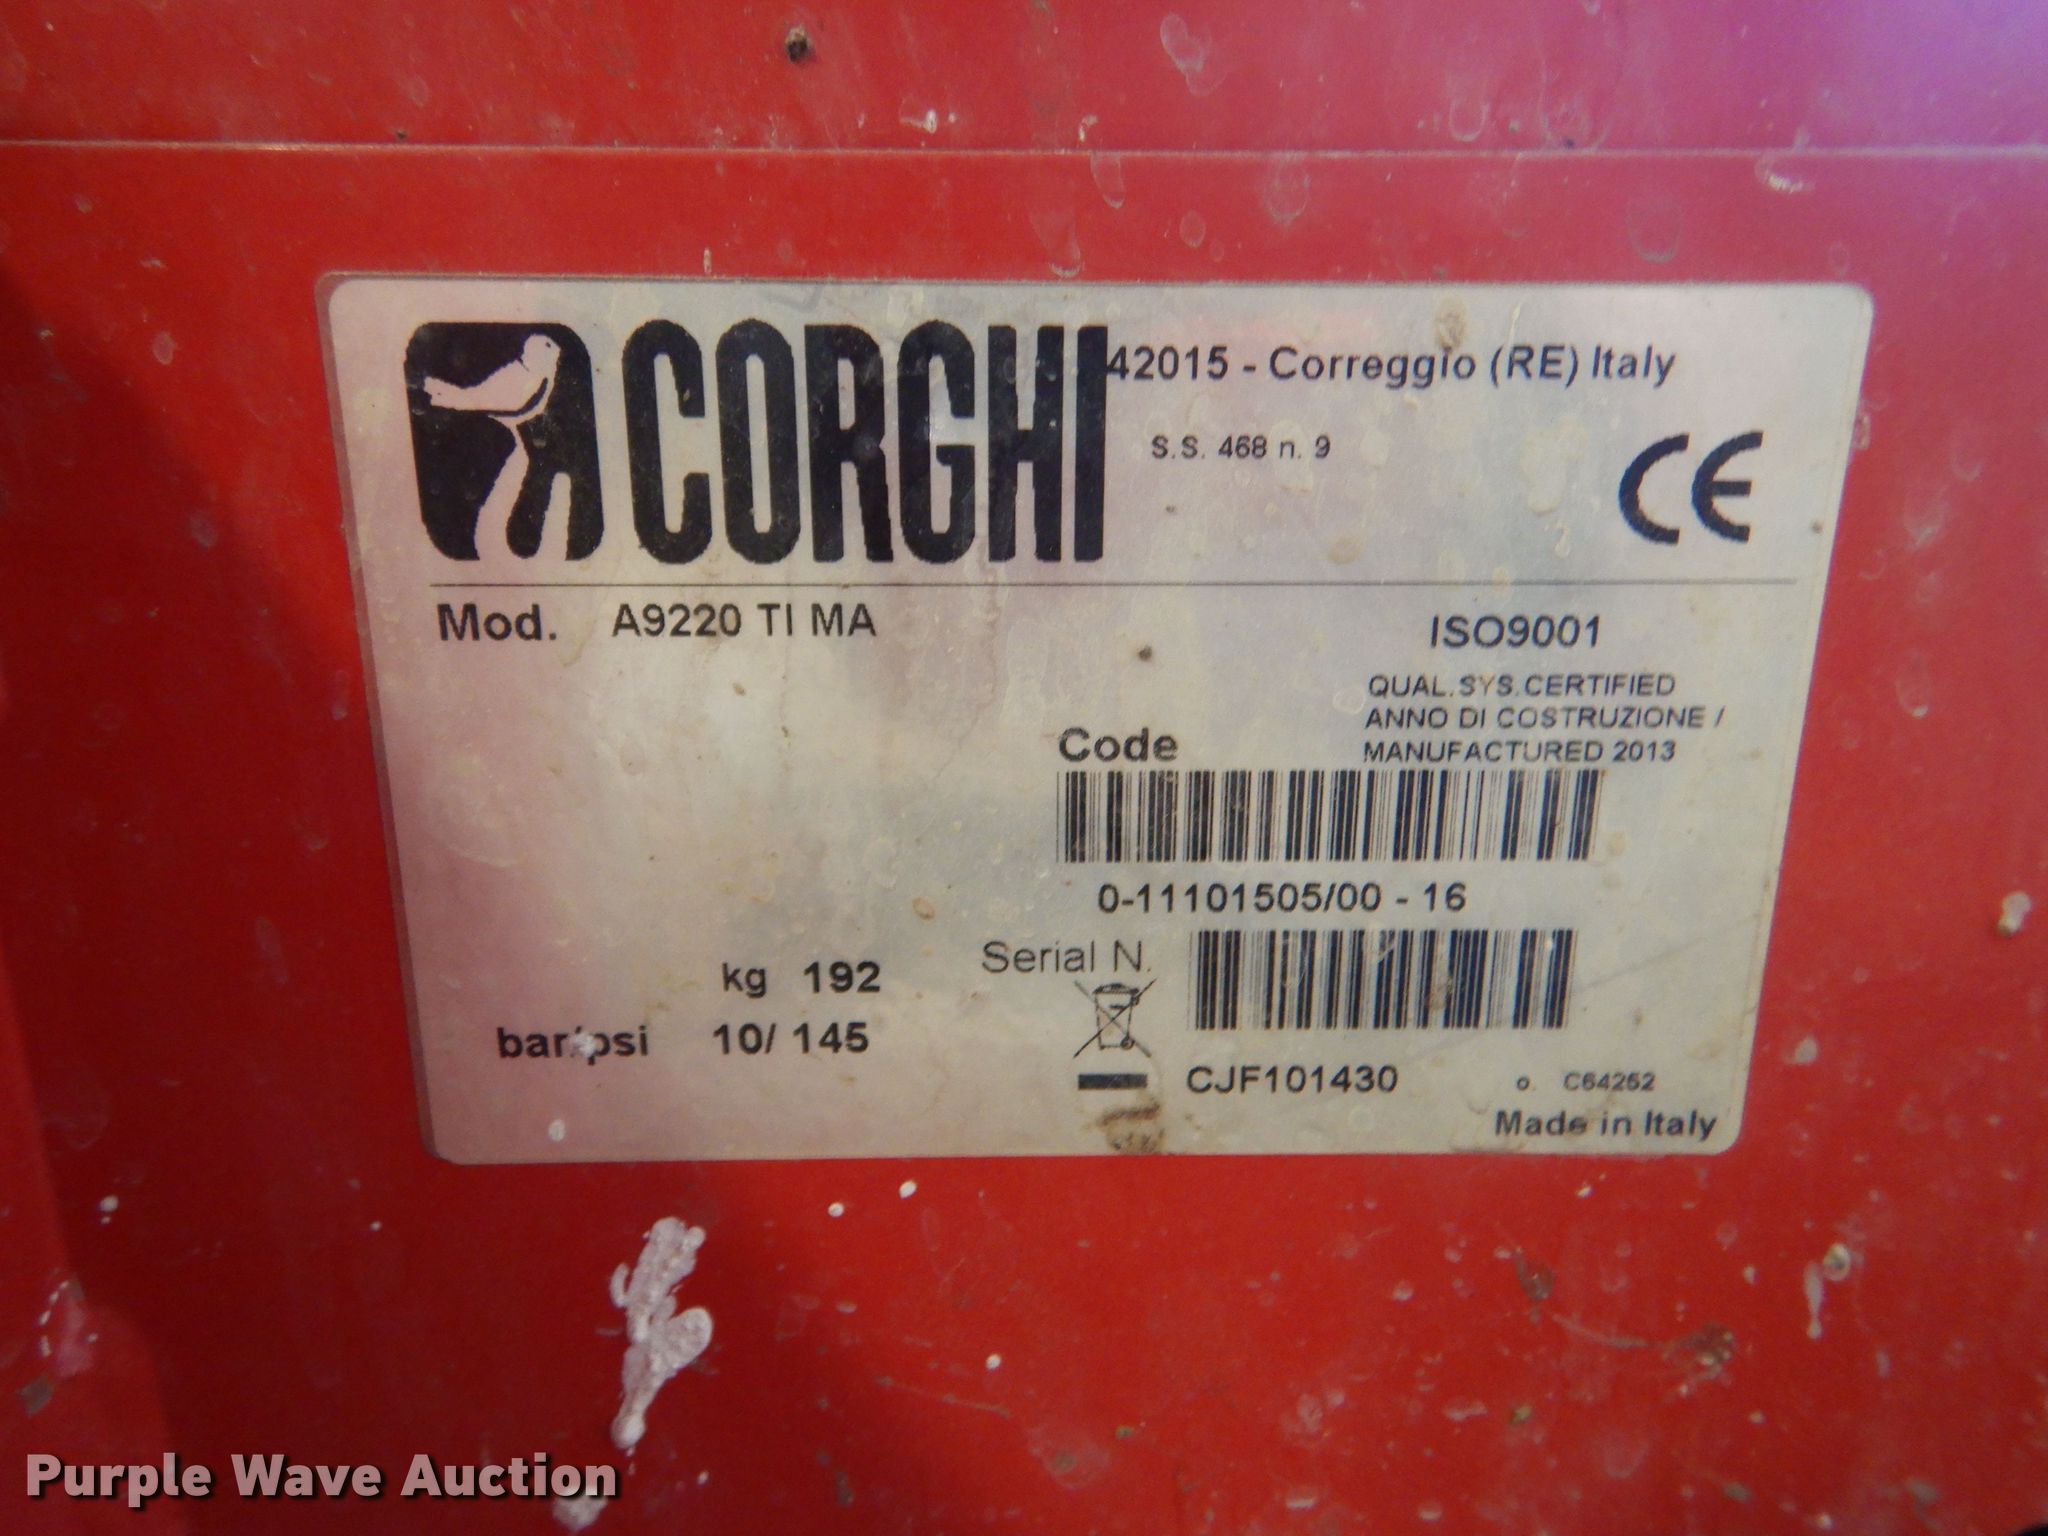 CORGHI
42015 - Correggio (RE) Italy
S.S. 468 n. 9
CE
Mod. A9220 TI MA
ISO9001
QUAL.SYS.CERTIFIED
ANNO DI COSTRUZIONE /
MANUFACTURED 2013
Code
0-11101505/00 - 16
kg 192
Serial N.
bar/psi 10/ 145
CJF101430
o. C64252
Made in Italy
Purple Wave Auction